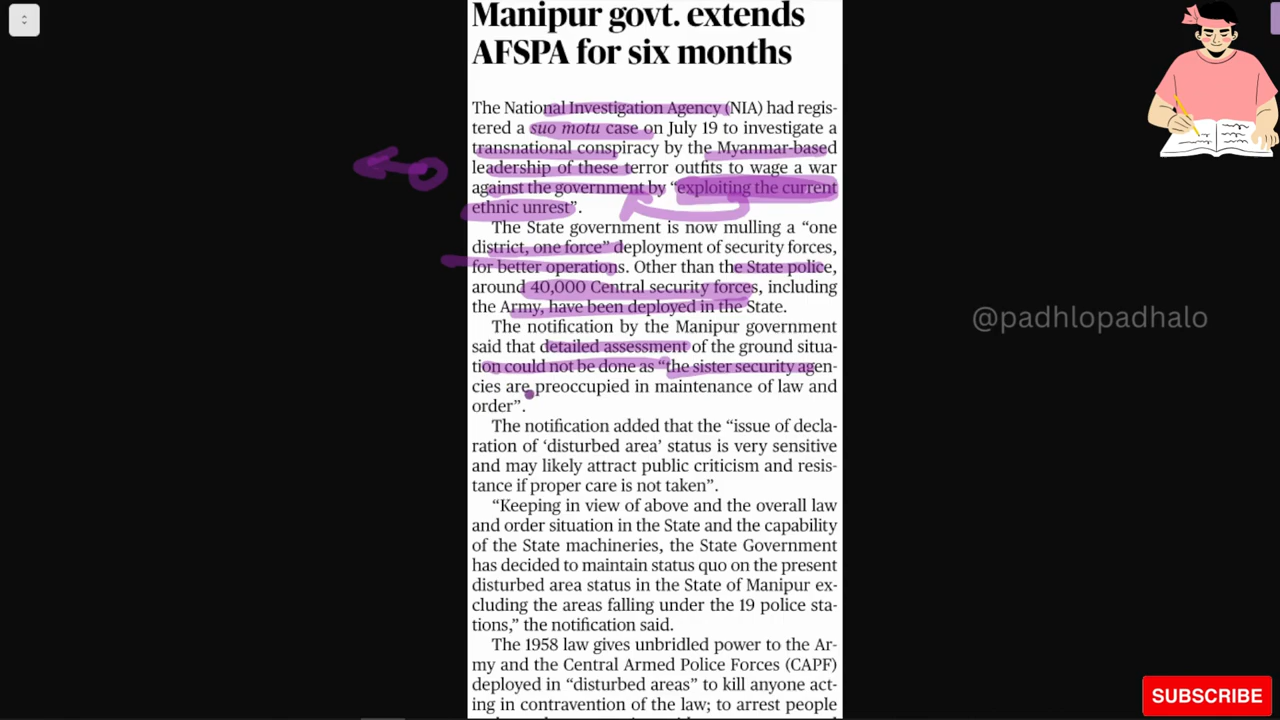 Manipur govt. extends
AFSPA for six months
The National Investigation Agency (NIA) had regis-
tered a suo motu case on July 19 to investigate a
transnational conspiracy by the Myanmar-based
leadership of these terror outfits to wage a war
against the government by “exploiting the current
ethnic unrest”.
The State government is now mulling a “one
district, one force” deployment of security forces,
for better operations. Other than the State police,
around 40,000 Central security forces, including
the Army, have been deployed in the State.
The notification by the Manipur government
said that detailed assessment of the ground situa-
tion could not be done as “the sister security agen-
cies are preoccupied in maintenance of law and
order”.
The notification added that the “issue of decla-
ration of ‘disturbed area’ status is very sensitive
and may likely attract public criticism and resis-
tance if proper care is not taken”.
“Keeping in view of above and the overall law
and order situation in the State and the capability
of the State machineries, the State Government
has decided to maintain status quo on the present
disturbed area status in the State of Manipur ex-
cluding the areas falling under the 19 police sta-
tions,” the notification said.
The 1958 law gives unbridled power to the Ar-
my and the Central Armed Police Forces (CAPF)
deployed in “disturbed areas” to kill anyone act-
ing in contravention of the law; to arrest people
@padhlopadhalo
SUBSCRIBE